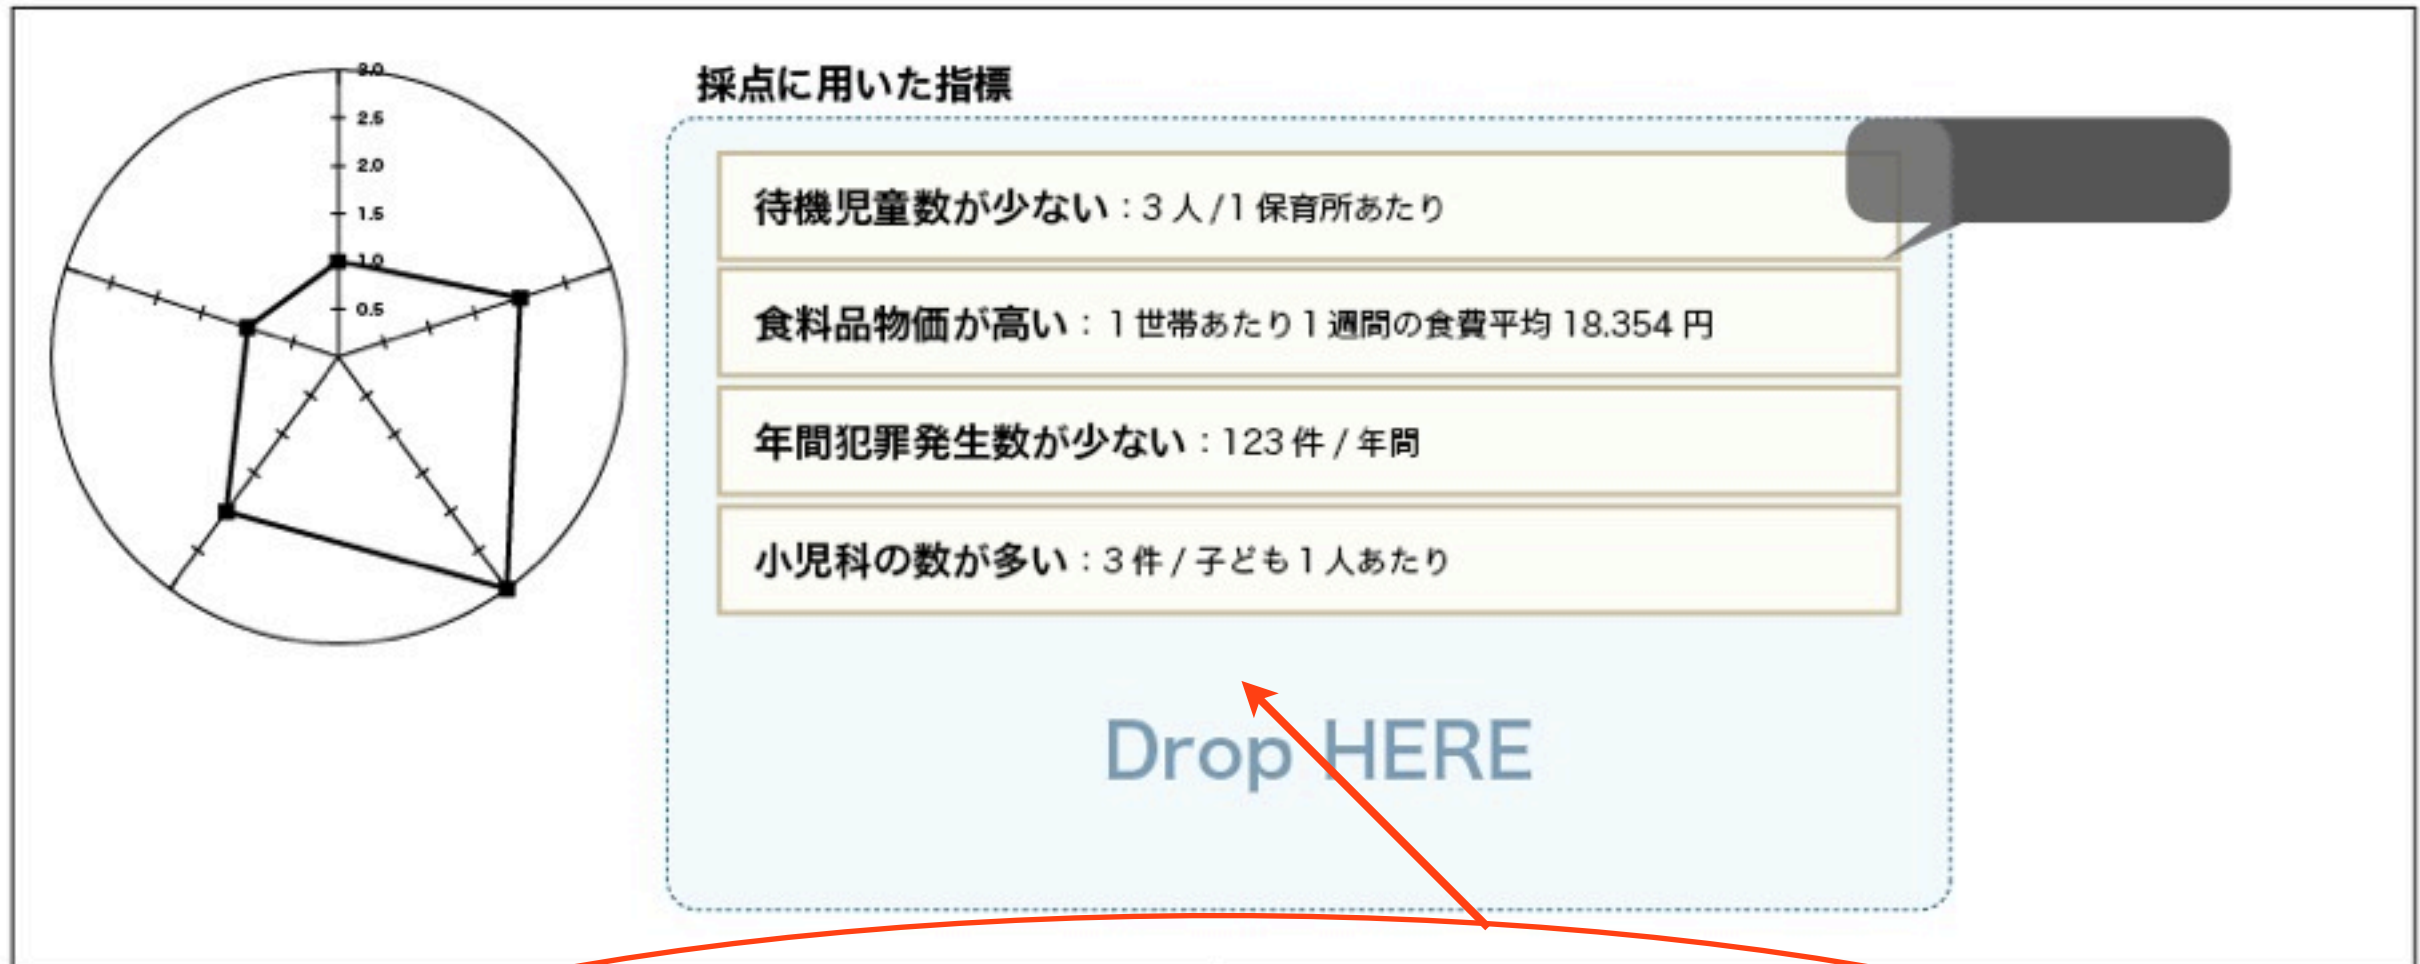 3.0
2.5
2.0
1.5
1.0
0.5
採点に用いた指標
待機児童数が少ない：3 人 /1 保育所あたり
食料品物価が高い： 1 世帯あたり 1 週間の食費平均 18.354 円
年間犯罪発生数が少ない：123 件 / 年間
小児科の数が多い：3 件 / 子ども 1 人あたり
Drop HERE